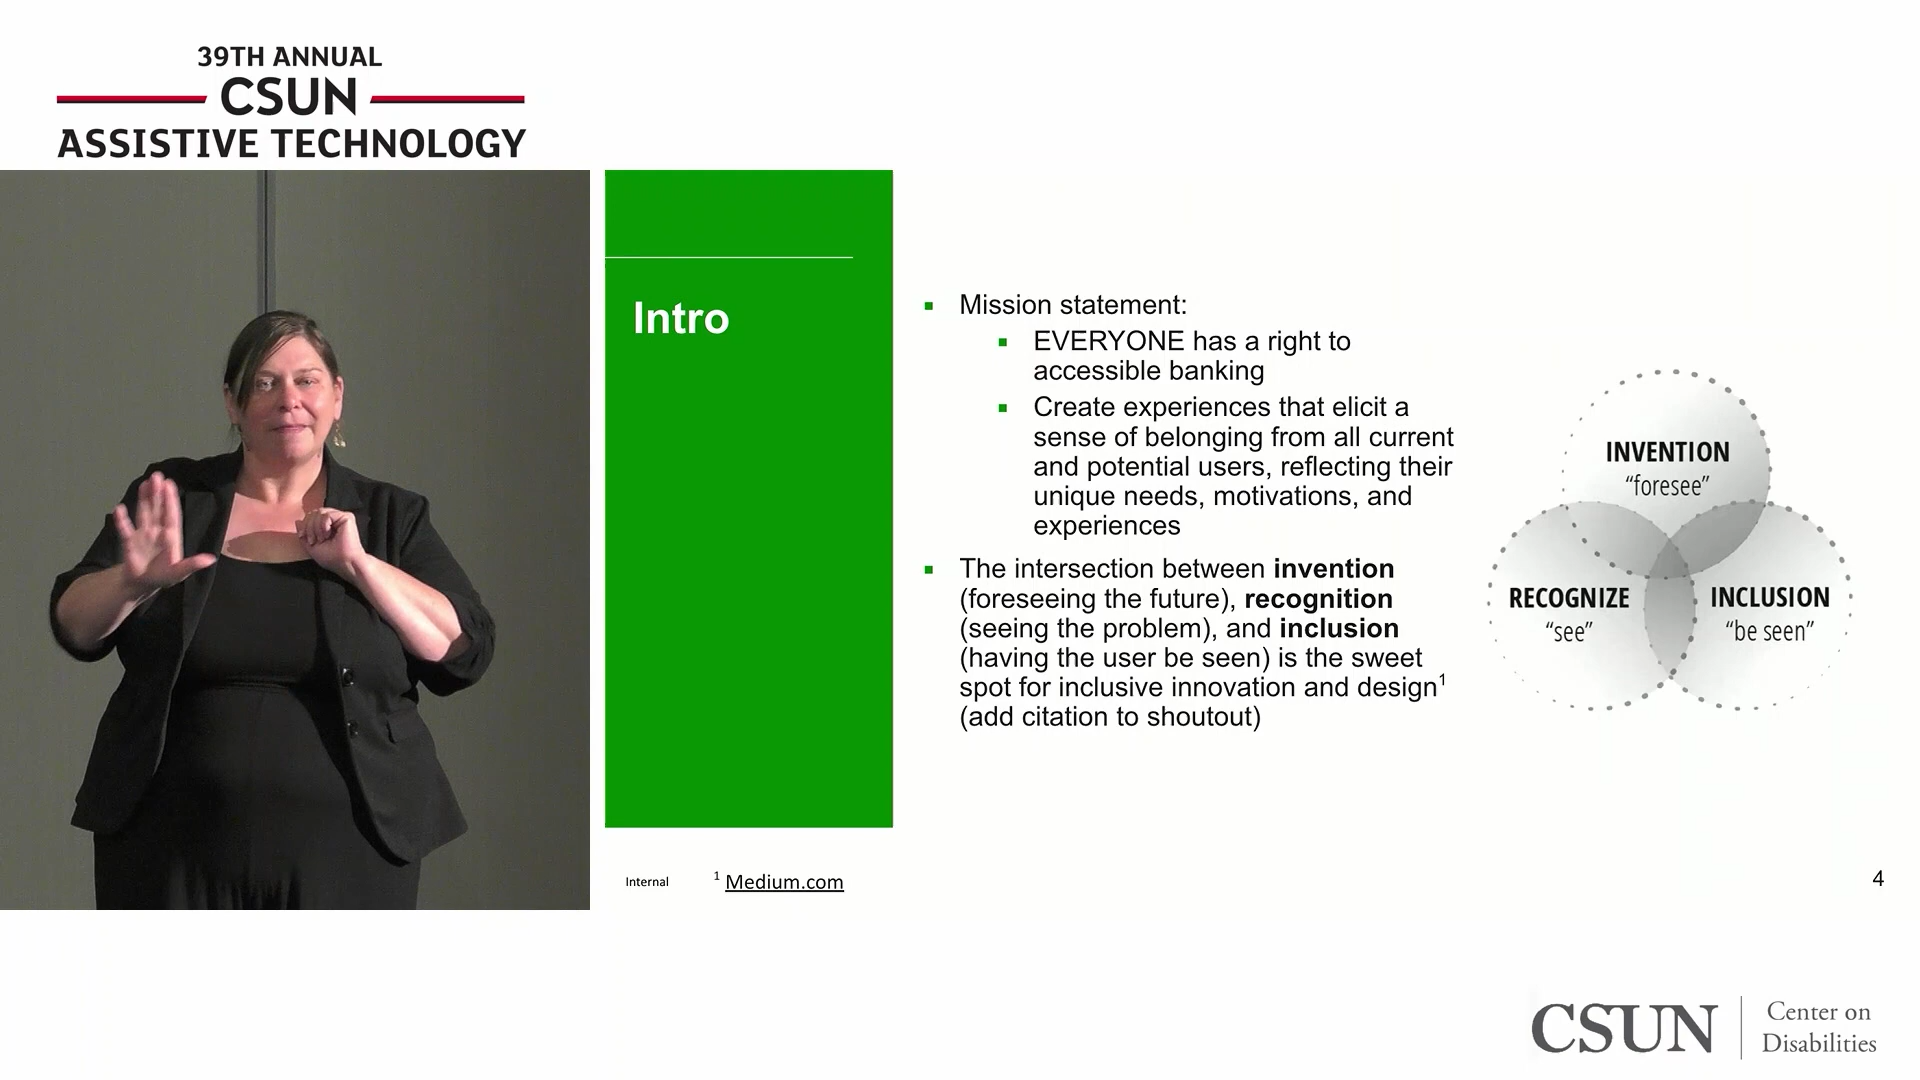 39TH ANNUAL
CSUN
ASSISTIVE TECHNOLOGY
Intro
▪ Mission statement:
▪ EVERYONE has a right to
accessible banking
▪ Create experiences that elicit a
sense of belonging from all current
and potential users, reflecting their
unique needs, motivations, and
experiences
▪ The intersection between invention
(foreseeing the future), recognition
(seeing the problem), and inclusion
(having the user be seen) is the sweet
spot for inclusive innovation and design¹
(add citation to shoutout)
INVENTION
“foresee”
RECOGNIZE
“see”
INCLUSION
“be seen”
Internal
¹ Medium.com
4
CSUN
Center on
Disabilities